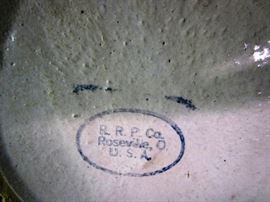 R. R. P. Co.
Roseville, O.
U. S. A.